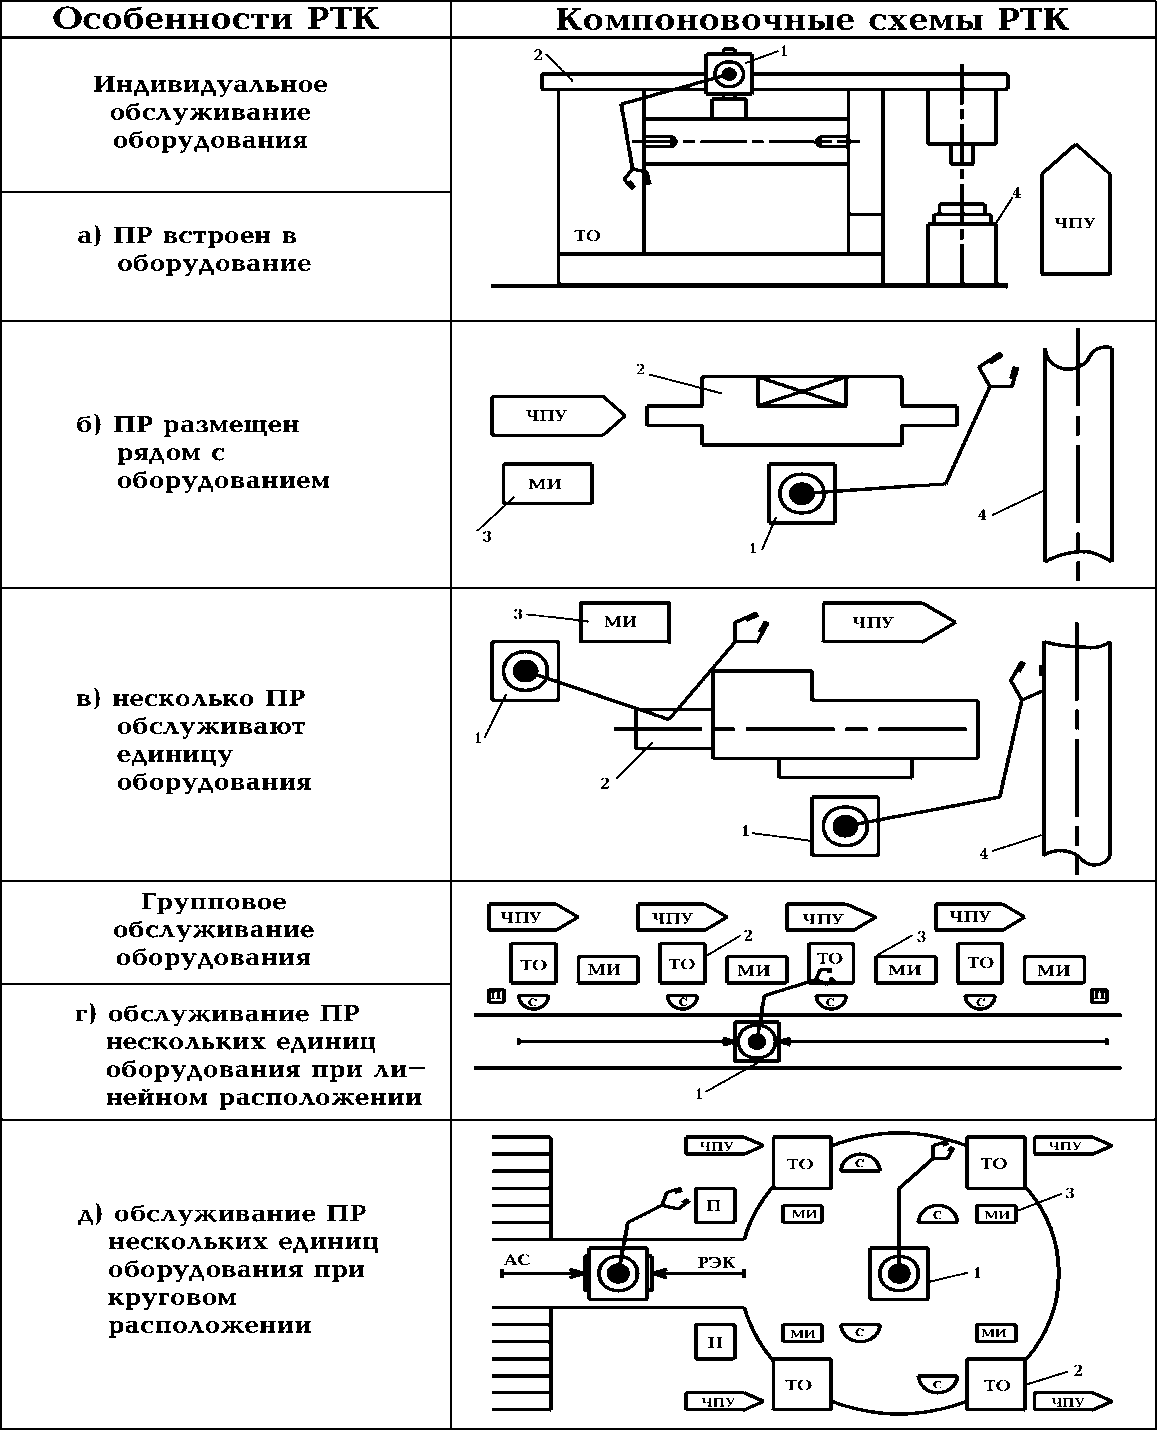 Особенности РТК
Компоновочные схемы РТК
Индивидуальное
обслуживание
оборудования
а) ПР встроен в
оборудование
2
1
4
ТО
ЧПУ
б) ПР размещен
рядом с
оборудованием
2
ЧПУ
МИ
3
1
4
в) несколько ПР
обслуживают
единицу
оборудования
3
МИ
ЧПУ
1
2
1
4
Групповое
обслуживание
оборудования
г) обслуживание ПР
нескольких единиц
оборудования при ли-
нейном расположении
ЧПУ ЧПУ ЧПУ ЧПУ
2 3
ТО МИ ТО МИ ТО МИ ТО МИ
П С С С С П
1
д) обслуживание ПР
нескольких единиц
оборудования при
круговом
расположении
ЧПУ ТО С ТО ЧПУ
П МИ С МИ 3
АС РЭК 1
П МИ С МИ
ЧПУ ТО С ТО 2 ЧПУ